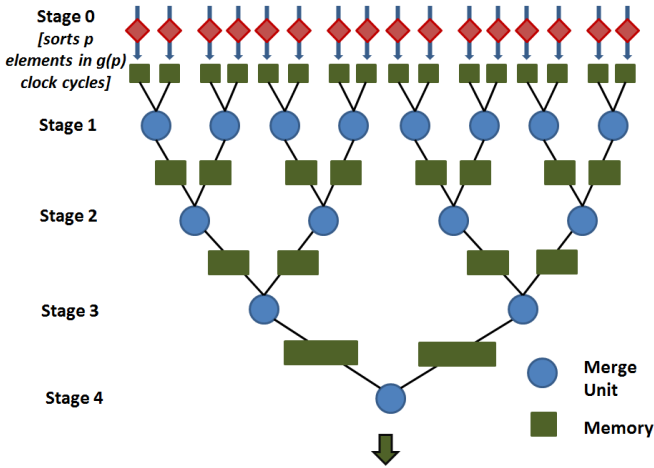 Stage 0
[sorts p
elements in g(p)
clock cycles]
Stage 1
Stage 2
Stage 3
Stage 4
Merge
Unit
Memory